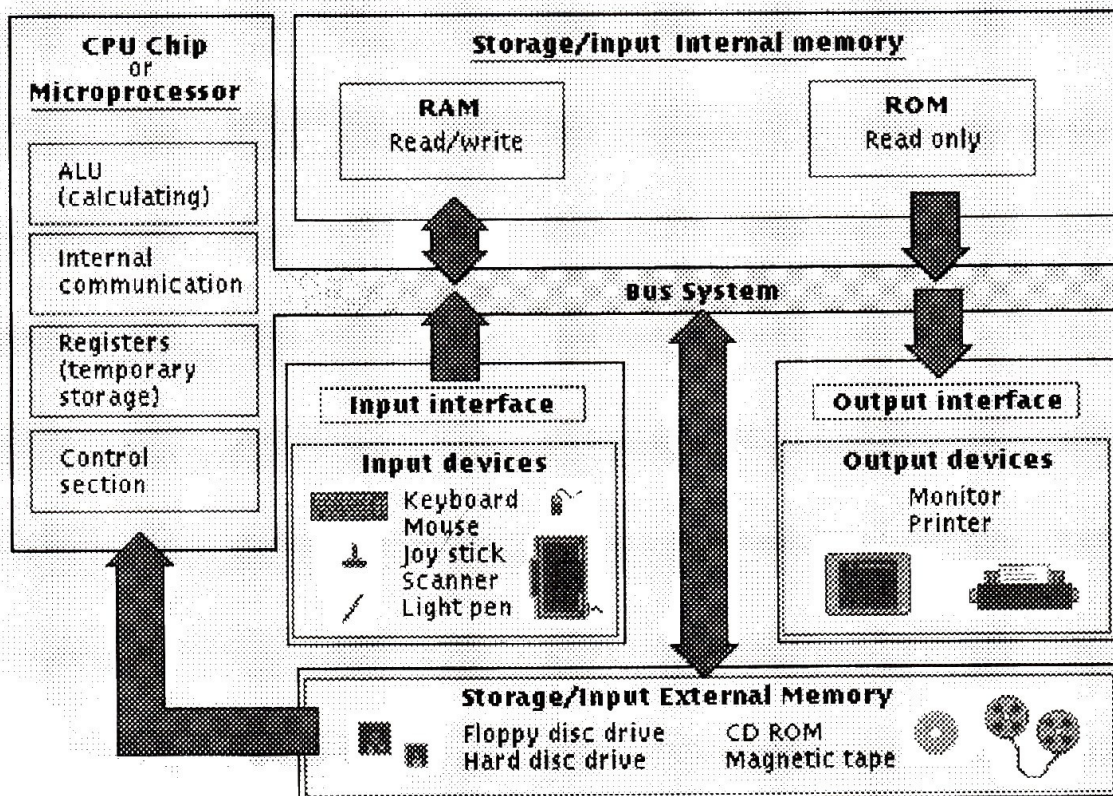 CPU Chip
or
Microprocessor
ALU
(calculating)
Internal
communication
Registers
(temporary
storage)
Control
section
Storage/input Internal memory
RAM
Read/write
ROM
Read only
Bus System
Input interface
Input devices
Keyboard
Mouse
Joy stick
Scanner
Light pen
Output interface
Output devices
Monitor
Printer
Storage/Input External Memory
Floppy disc drive
Hard disc drive
CD ROM
Magnetic tape